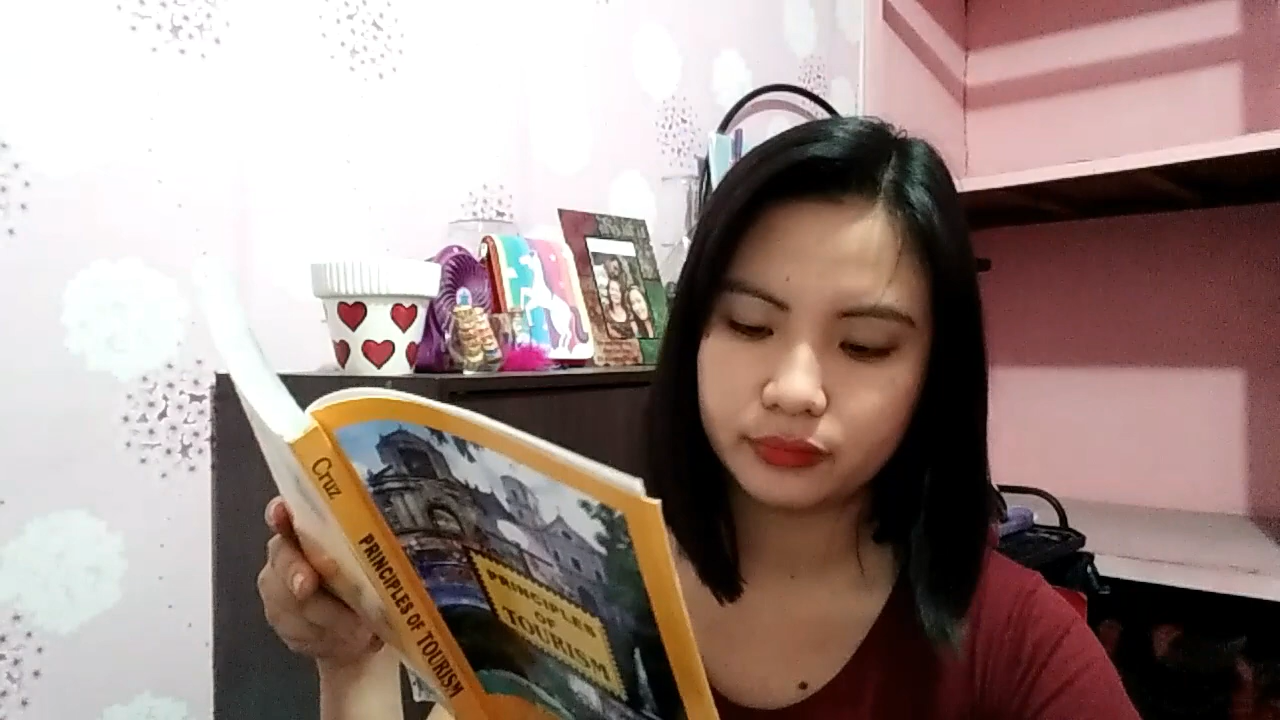 Cruz
PRINCIPLES OF TOURISM
PRINCIPLES
OF
TOURISM